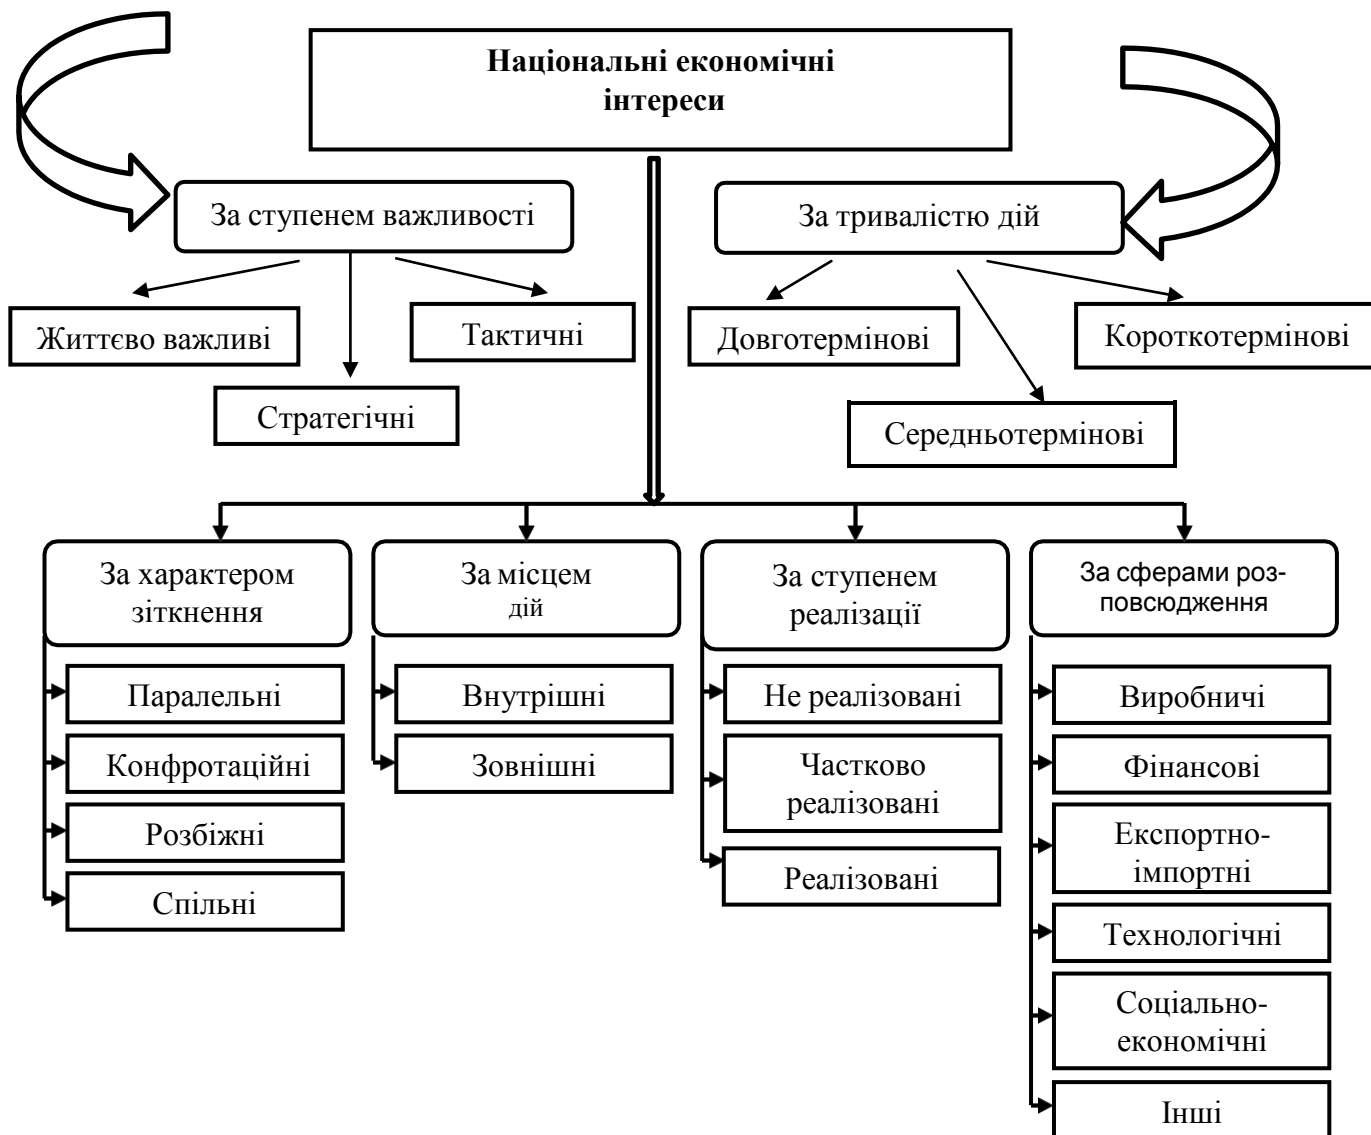 Національні економічні
інтереси
За ступенем важливості
За тривалістю дій
Життєво важливі
Тактичні
Довготермінові
Короткотермінові
Стратегічні
Середньотермінові
За характером
зіткнення
За місцем
дій
За ступенем
реалізації
За сферами роз-
повсюдження
Паралельні
Конфротаційні
Розбіжні
Спільні
Внутрішні
Зовнішні
Не реалізовані
Частково
реалізовані
Реалізовані
Виробничі
Фінансові
Експортно-
імпортні
Технологічні
Соціально-
економічні
Інші